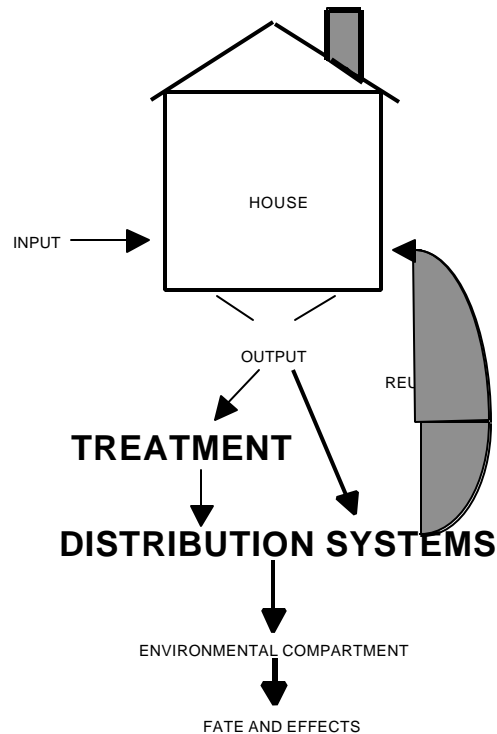 HOUSE
INPUT
OUTPUT
TREATMENT
DISTRIBUTION SYSTEMS
ENVIRONMENTAL COMPARTMENT
FATE AND EFFECTS